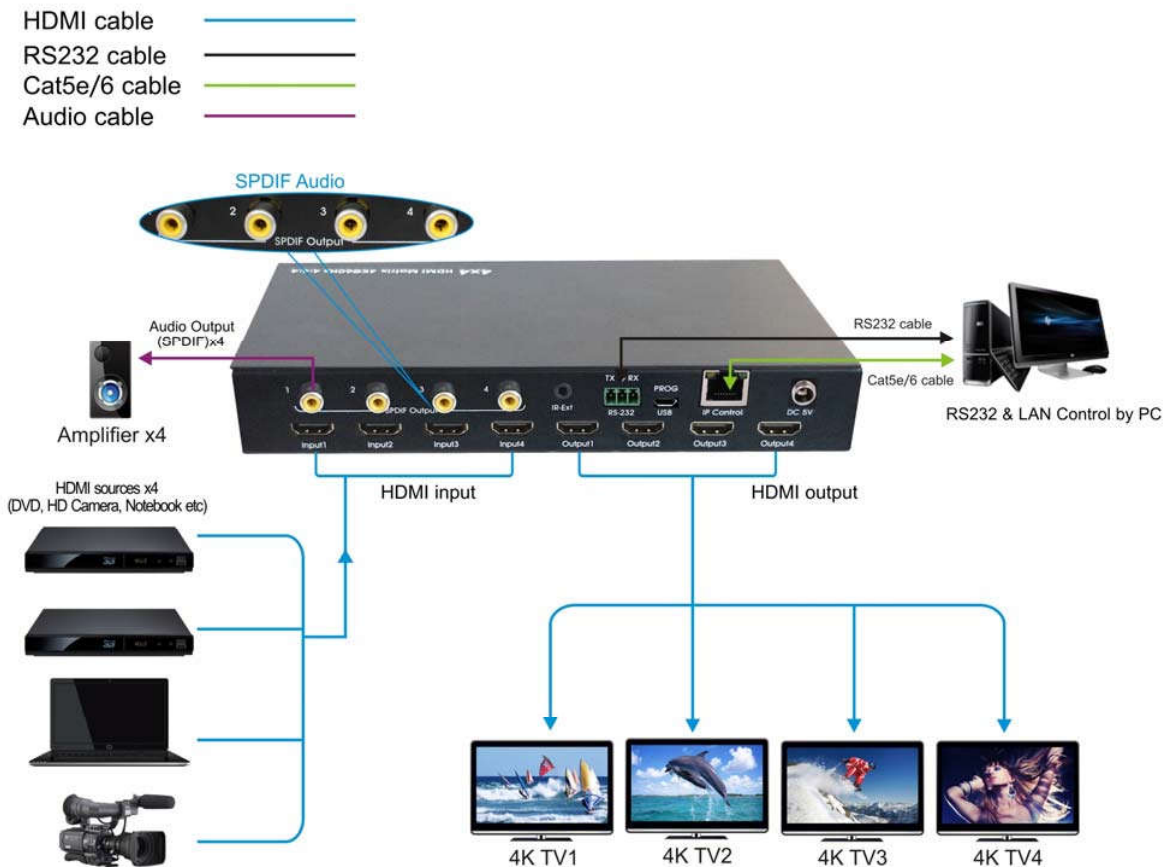 HDMI cable
RS232 cable
Cat5e/6 cable
Audio cable
SPDIF Audio
2 3 4
SPDIF Output
4x4 HDMI Matrix
Audio Output
(SPDIF)x4
RS232 cable
Cat5e/6 cable
RS232 & LAN Control by PC
Amplifier x4
1 2 3 4
SPDIF Output
IR-Ext
TX RX
RS-232
PROG
USB
IP Control
DC 5V
Input1 Input2 Input3 Input4 Output1 Output2 Output3 Output4
HDMI input
HDMI output
HDMI sources x4
(DVD, HD Camera, Notebook etc)
4K TV1 4K TV2 4K TV3 4K TV4